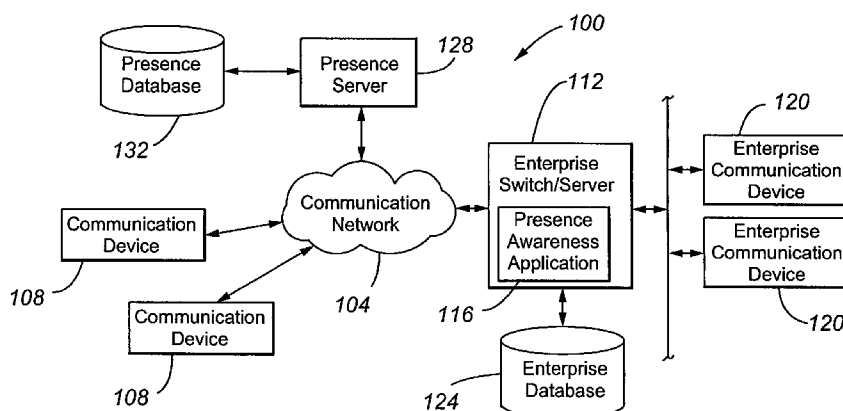 100
Presence
Database
132
Presence
Server
128
112
Enterprise
Switch/Server
Presence
Awareness
Application
116
120
Enterprise
Communication
Device
Enterprise
Communication
Device
120
Communication
Network
104
Communication
Device
108
Communication
Device
108
Enterprise
Database
124